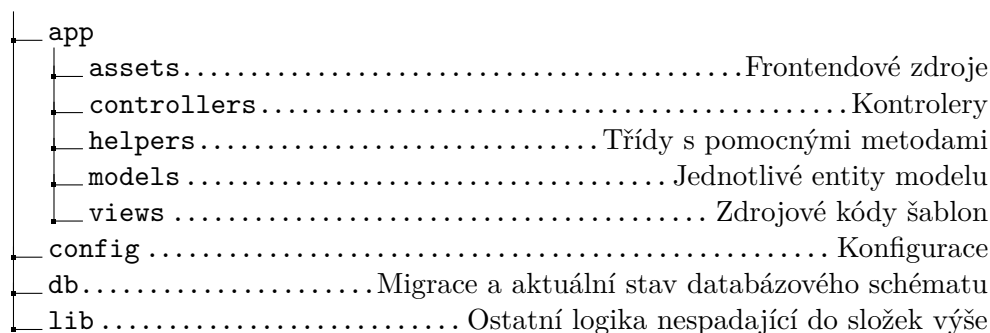 app
assets..........................................Frontendové zdroje
controllers............................................Kontrolery
helpers..............................Třídy s pomocnými metodami
models....................................Jednotlivé entity modelu
views........................................Zdrojové kódy šablon
config...................................................Konfigurace
db......................Migrace a aktuální stav databázového schématu
lib...........................Ostatní logika nespadající do složek výše